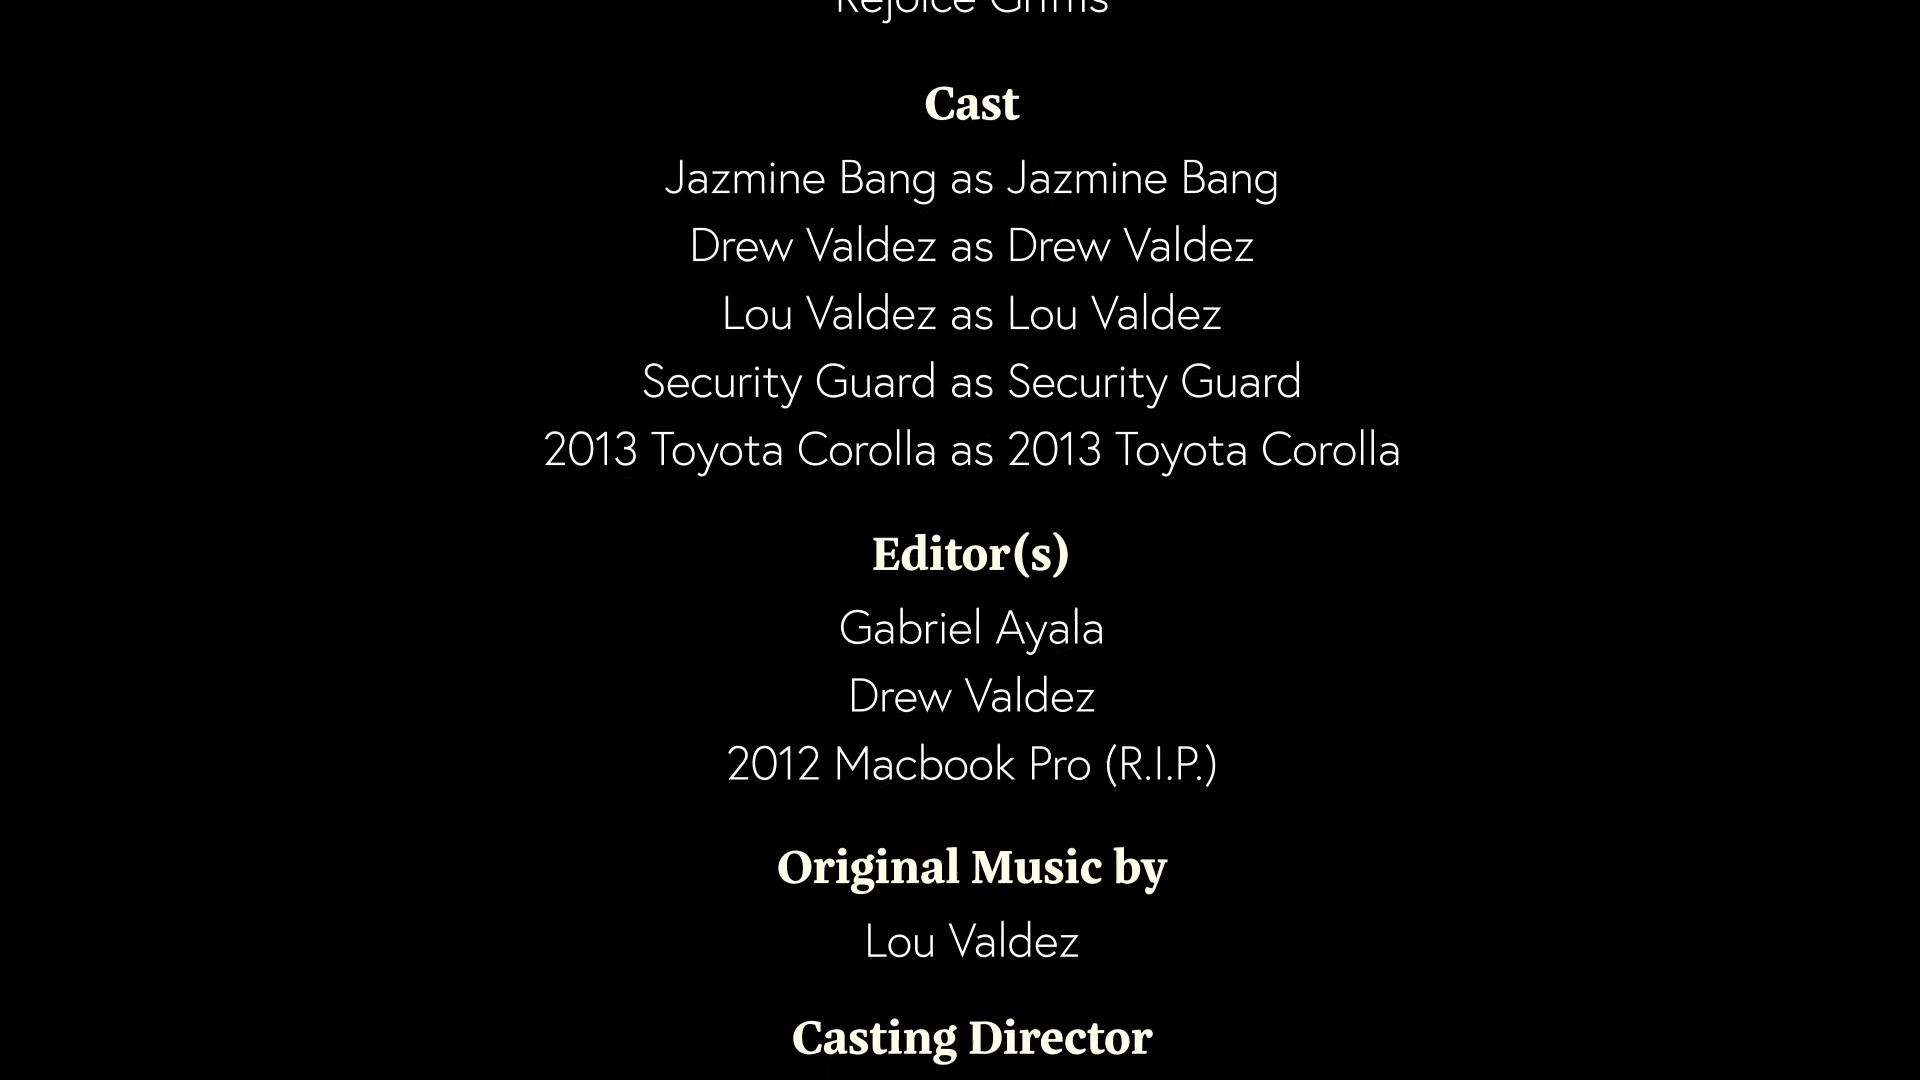 Rejoice
Cast
Jazmine Bang as Jazmine Bang
Drew Valdez as Drew Valdez
Lou Valdez as Lou Valdez
Security Guard as Security Guard
2013 Toyota Corolla as 2013 Toyota Corolla
Editor(s)
Gabriel Ayala
Drew Valdez
2012 Macbook Pro (R.I.P.)
Original Music by
Lou Valdez
Casting Director